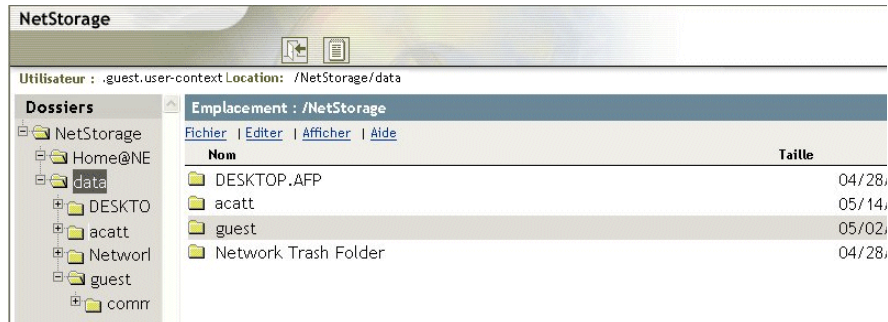 NetStorage
Utilisateur : .guest.user-context Location: /NetStorage/data
Dossiers
NetStorage
Home@NE
data
DESKTO
acatt
Networl
guest
comr
Emplacement : /NetStorage
Fichier | Editer | Afficher | Aide
Nom Taille
DESKTOP.AFP 04/28/
acatt 05/14/
guest 05/02/
Network Trash Folder 04/28/